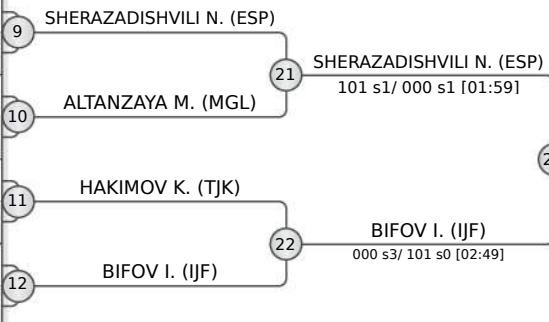 9
SHERAZADISHVILI N. (ESP)
21
SHERAZADISHVILI N. (ESP)
101 s1/ 000 s1 [01:59]
10
ALTANZAYA M. (MGL)
11
HAKIMOV K. (TJK)
22
BIFOV I. (IJF)
000 s3/ 101 s0 [02:49]
12
BIFOV I. (IJF)